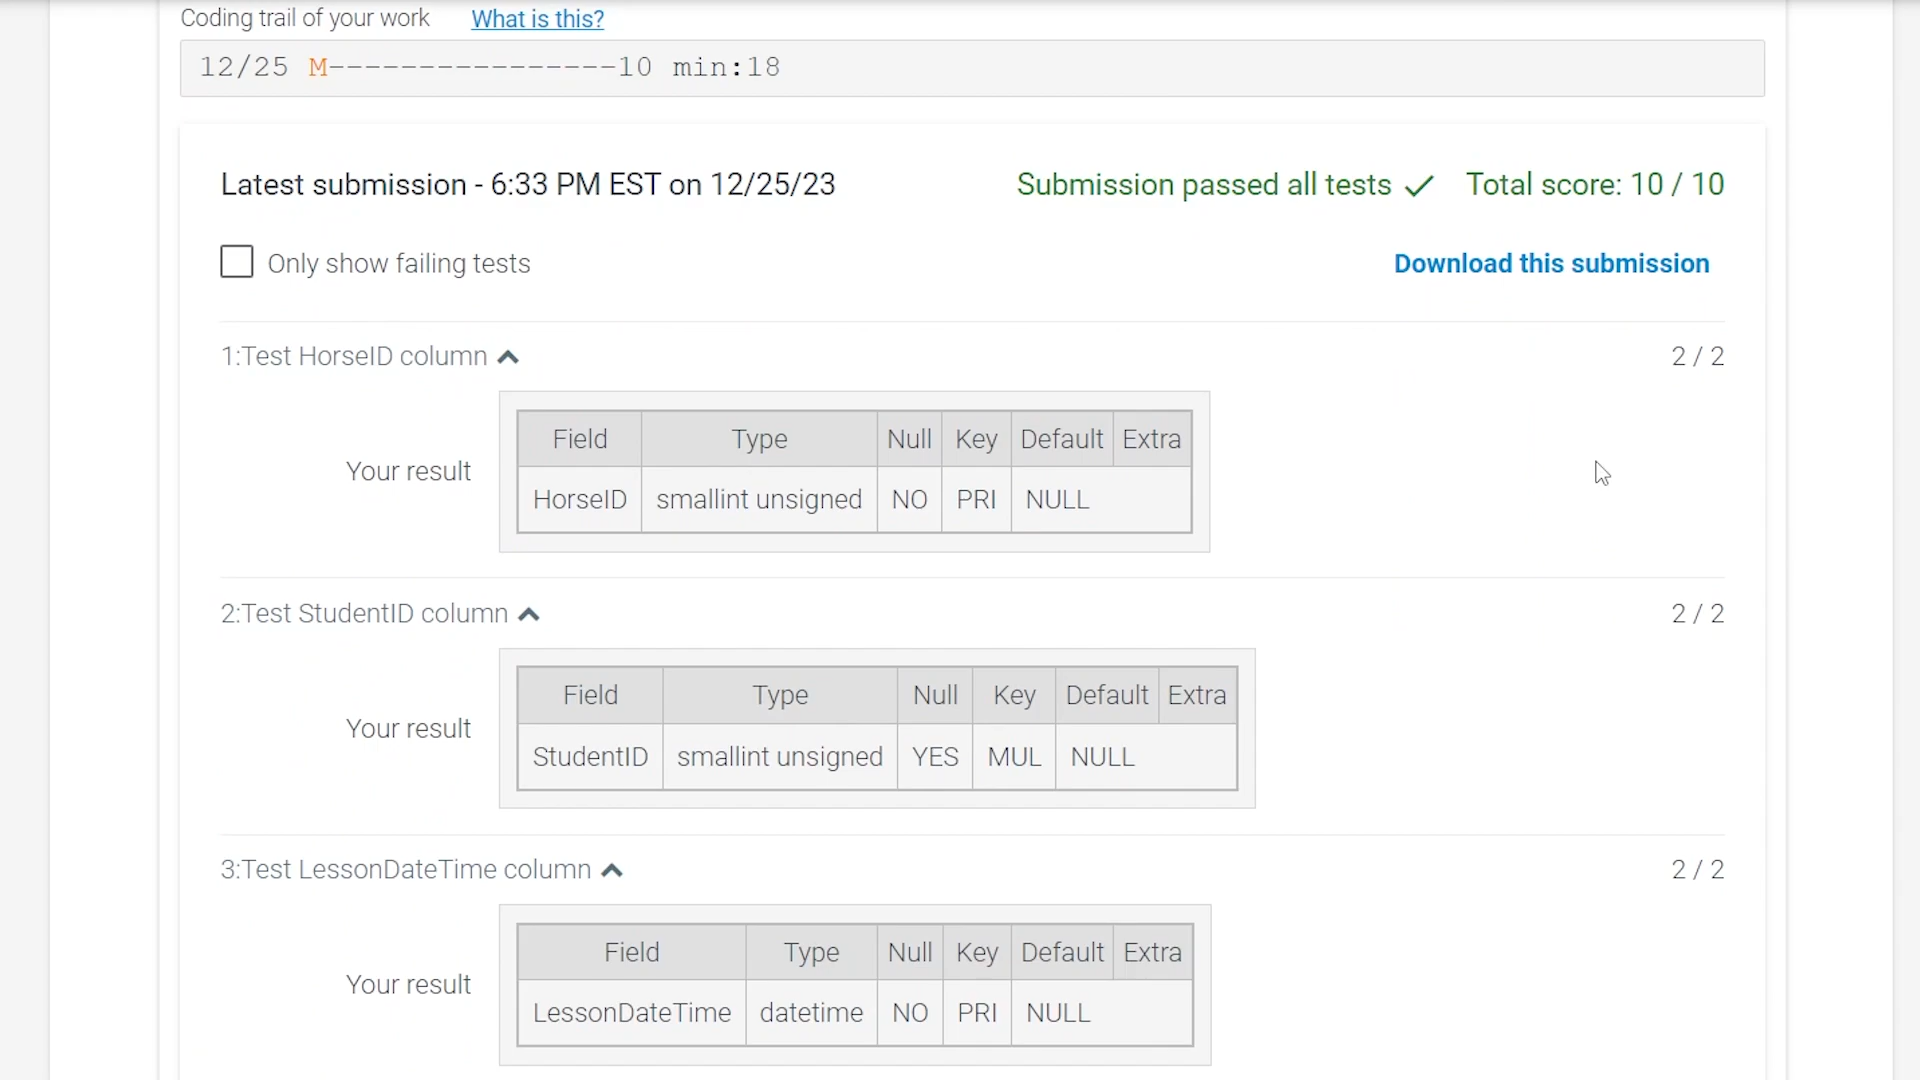 Coding trail of your work What is this?
12/25 M----------------10 min:18
Latest submission - 6:33 PM EST on 12/25/23 Submission passed all tests ✓ Total score: 10 / 10
Only show failing tests Download this submission
1:Test HorseID column 2 / 2
Field Type Null Key Default Extra
Your result
HorseID smallint unsigned NO PRI NULL
2:Test StudentID column 2 / 2
Field Type Null Key Default Extra
Your result
StudentID smallint unsigned YES MUL NULL
3:Test LessonDateTime column 2 / 2
Field Type Null Key Default Extra
Your result
LessonDateTime datetime NO PRI NULL